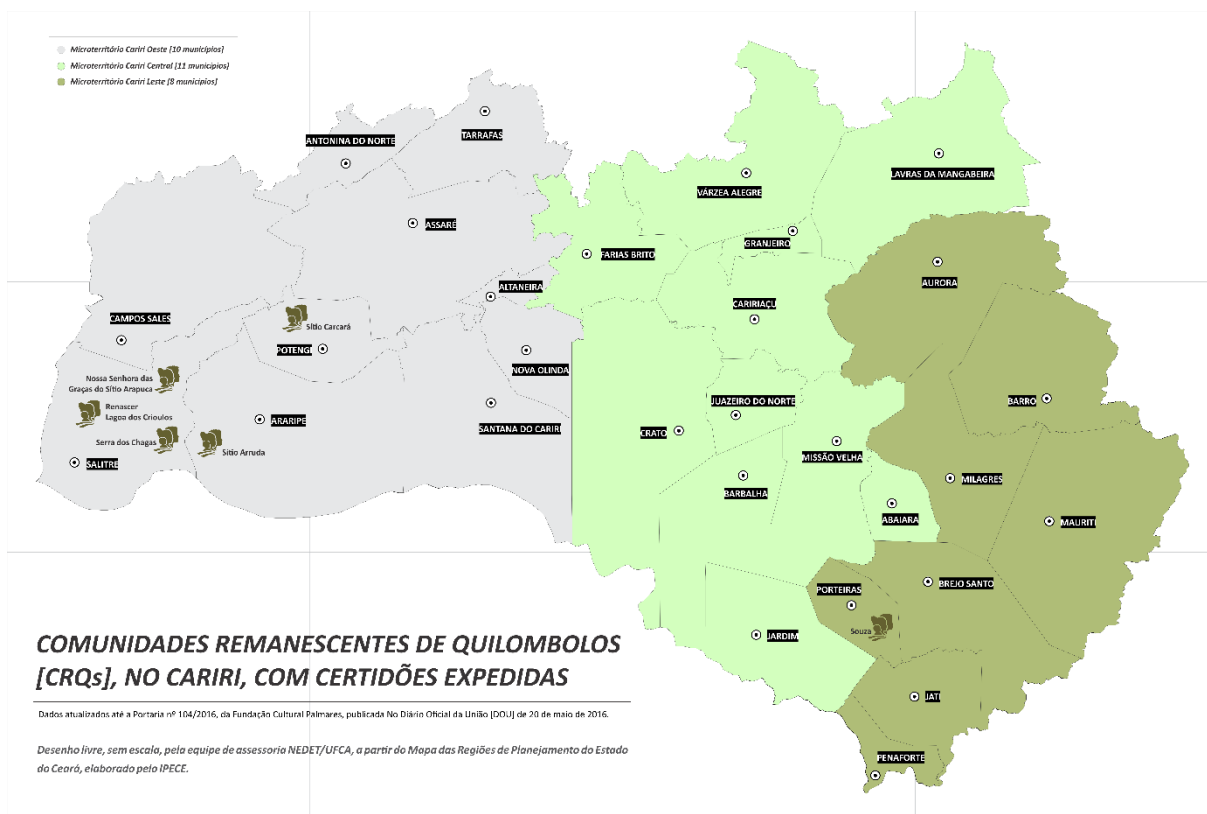 Microterritório Cariri Oeste [10 municípios]
Microterritório Cariri Central [11 municípios]
Microterritório Cariri Leste [8 municípios]
TARRAFAS
ANTONINA DO NORTE
VÁRZEA ALEGRE
LAVRAS DA MANGABEIRA
ASSARÉ
GRANJEIRO
FARIAS BRITO
AURORA
ALTANEIRA
CARIRIAÇU
CAMPOS SALES
Sítio Carcará
POTENGI
NOVA OLINDA
Nossa Senhora das
Graças do Sítio Arapuca
Renascer
Lagoa dos Crioulos
ARARIPE
SANTANA DO CARIRI
JUAZEIRO DO NORTE
BARRO
CRATO
Serra dos Chagas
Sítio Arruda
MISSÃO VELHA
SALITRE
BARBALHA
MILAGRES
ABAIARA
MAURITI
PORTEIRAS
BREJO SANTO
Souza
JARDIM
JATI
PENAFORTE
COMUNIDADES REMANESCENTES DE QUILOMBOLOS
[CRQs], NO CARIRI, COM CERTIDÕES EXPEDIDAS
Dados atualizados até a Portaria nº 104/2016, da Fundação Cultural Palmares, publicada No Diário Oficial da União [DOU] de 20 de maio de 2016.
Desenho livre, sem escala, pela equipe de assessoria NEDET/UFCA, a partir do Mapa das Regiões de Planejamento do Estado
do Ceará, elaborado pelo IPECE.